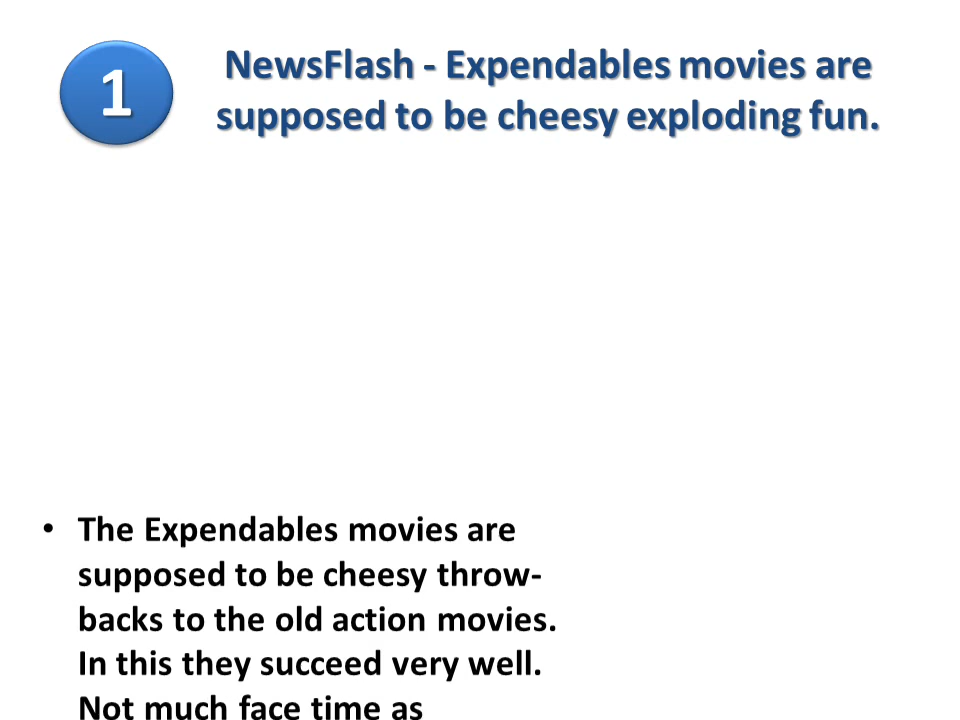 1
NewsFlash - Expendables movies are
supposed to be cheesy exploding fun.
• The Expendables movies are
supposed to be cheesy throw-
backs to the old action movies.
In this they succeed very well.
Not much face time as